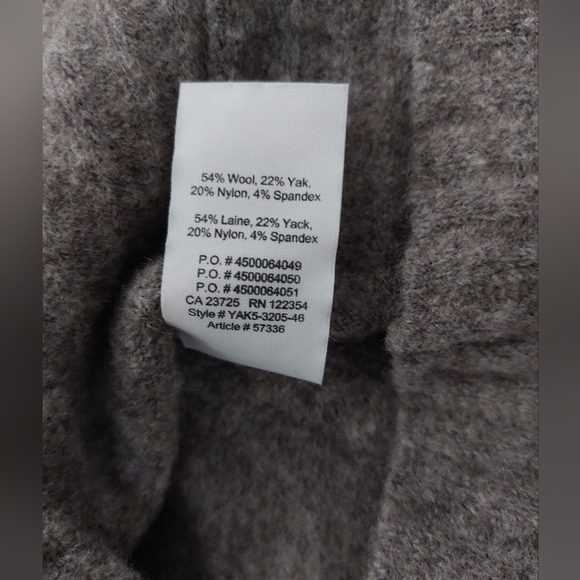 54% Wool, 22% Yak,
20% Nylon, 4% Spandex
54% Laine, 22% Yack,
20% Nylon, 4% Spandex
P.O. # 4500064049
P.O. # 4500064050
P.O. # 4500064051
CA 23725 RN 122354
Style # YAK5-3205-46
Article # 57336